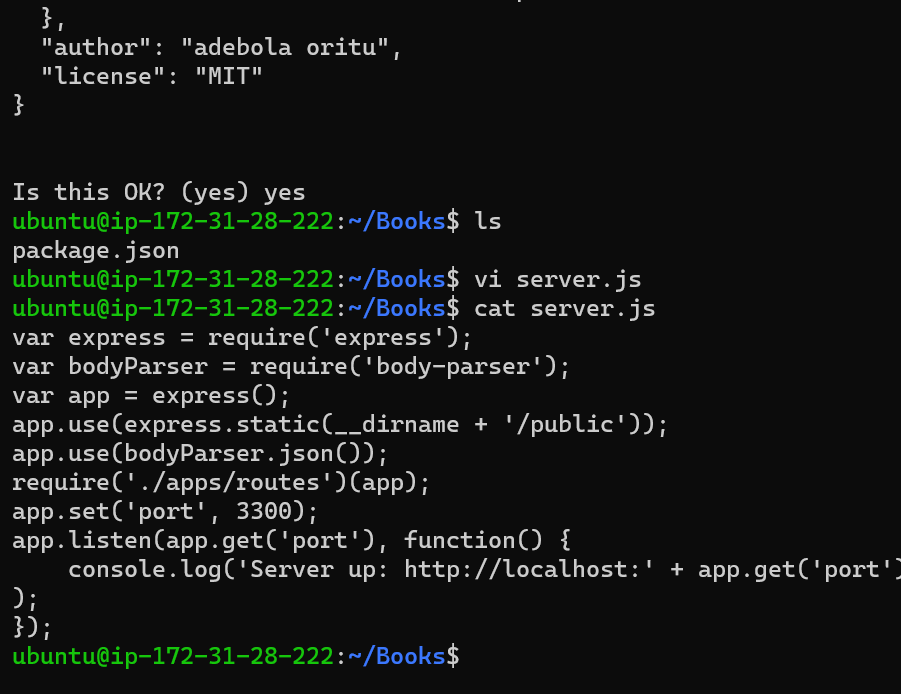 },
  "author": "adebola oritu",
  "license": "MIT"
}
Is this OK? (yes) yes
ubuntu@ip-172-31-28-222:~/Books$ ls
package.json
ubuntu@ip-172-31-28-222:~/Books$ vi server.js
ubuntu@ip-172-31-28-222:~/Books$ cat server.js
var express = require('express');
var bodyParser = require('body-parser');
var app = express();
app.use(express.static(__dirname + '/public'));
app.use(bodyParser.json());
require('./apps/routes')(app);
app.set('port', 3300);
app.listen(app.get('port'), function() {
    console.log('Server up: http://localhost:' + app.get('port')
);
});
ubuntu@ip-172-31-28-222:~/Books$